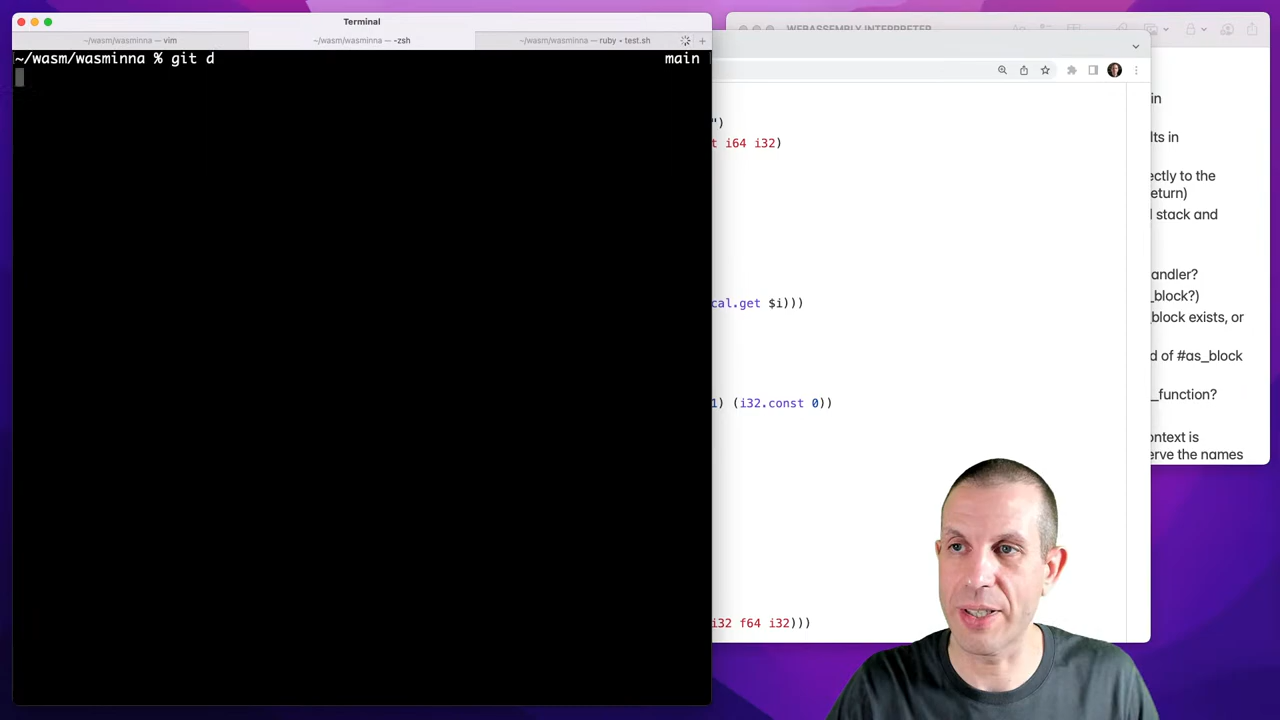 Terminal
~/wasm/wasminna — vim
~/wasm/wasminna — -zsh
~/wasm/wasminna — ruby • test.sh
~/wasm/wasminna % git d
main
WEBASSEMBLY INTERPRETER
")
t i64 i32)
cal.get $i)))
1) (i32.const 0))
i32 f64 i32)))
in
lts in
ectly to the
eturn)
l stack and
andler?
_block?)
_block exists, or
d of #as_block
_function?
ontext is
erve the names